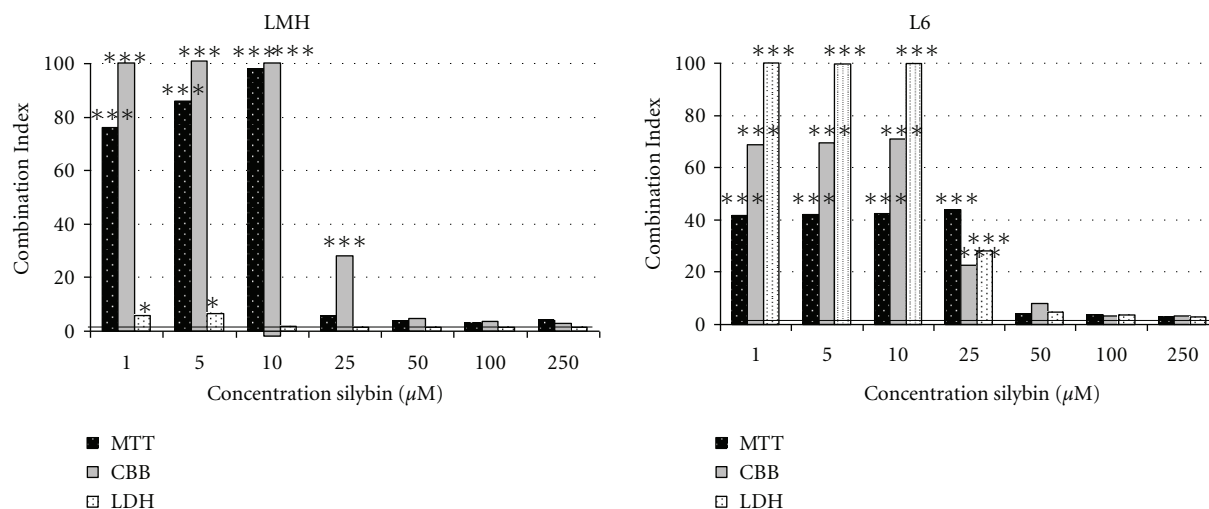 LMH
Combination Index
100
80
60
40
20
0
*** *** *** ***
*** *** ***
* *
1 5 10 25 50 100 250
Concentration silybin (μM)
MTT
CBB
LDH
L6
Combination Index
100
80
60
40
20
0
*** *** ***
*** *** ***
*** *** *** ***
*** ***
1 5 10 25 50 100 250
Concentration silybin (μM)
MTT
CBB
LDH